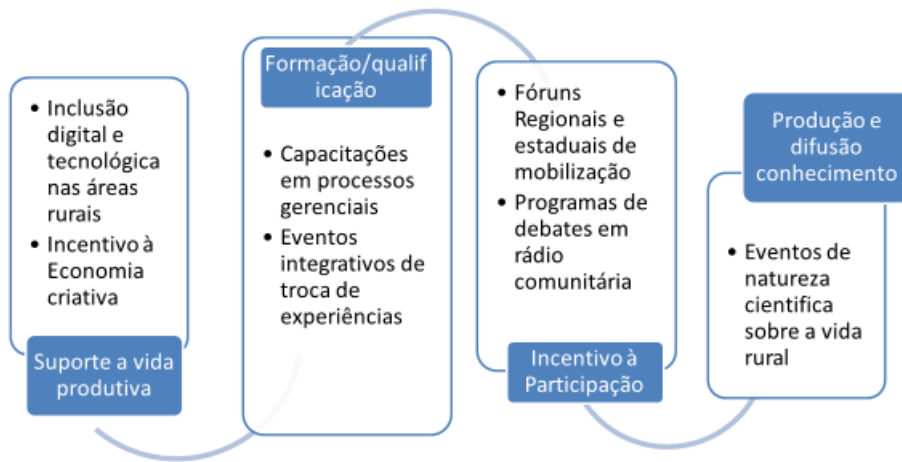 • Inclusão
digital e
tecnológica
nas áreas
rurais
• Incentivo à
Economia
criativa
Suporte a vida
produtiva
Formação/qualif
icação
• Capacitações
em processos
gerenciais
• Eventos
integrativos de
troca de
experiências
• Fóruns
Regionais e
estaduais de
mobilização
• Programas de
debates em
rádio
comunitária
Incentivo à
Participação
Produção e
difusão
conhecimento
• Eventos de
natureza
cientifica
sobre a vida
rural